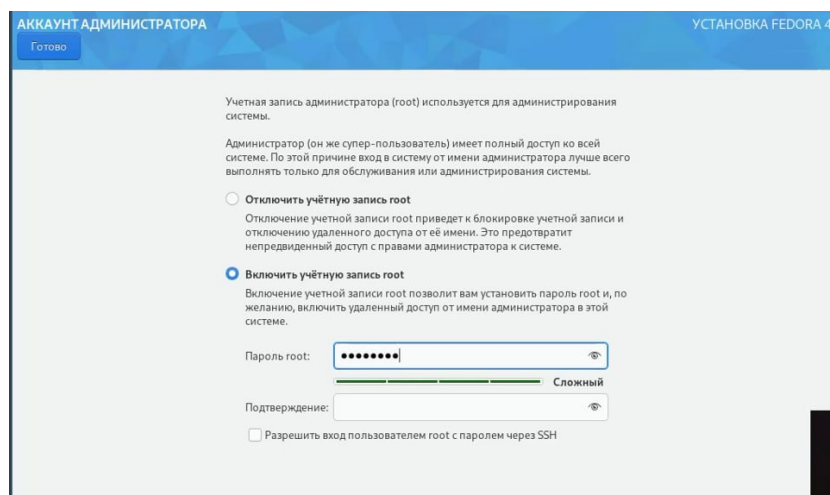 АККАУНТ АДМИНИСТРАТОРА
УСТАНОВКА FEDORA 4
Готово
Учетная запись администратора (root) используется для администрирования
системы.
Администратор (он же супер-пользователь) имеет полный доступ ко всей
системе. По этой причине вход в систему от имени администратора лучше всего
выполнять только для обслуживания или администрирования системы.
Отключить учётную запись root
Отключение учетной записи root приведет к блокировке учетной записи и
отключению удаленного доступа от её имени. Это предотвратит
непредвиденный доступ с правами администратора к системе.
Включить учётную запись root
Включение учетной записи root позволит вам установить пароль root и, по
желанию, включить удаленный доступ от имени администратора в этой
системе.
Пароль root: ●●●●●●●●
Сложный
Подтверждение:
Разрешить вход пользователем root с паролем через SSH